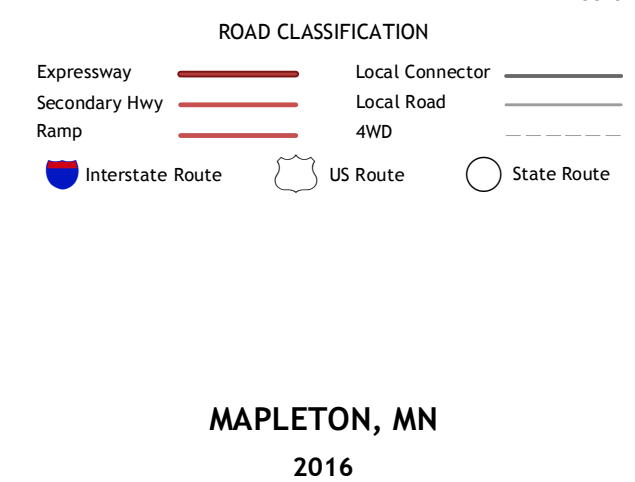 ROAD CLASSIFICATION
Expressway
Local Connector
Secondary Hwy
Local Road
Ramp
4WD
Interstate Route
US Route
State Route
MAPLETON, MN
2016